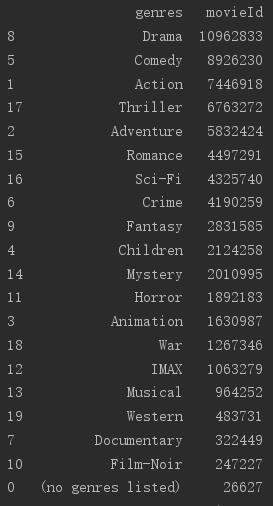 genres movieId
8 Drama 10962833
5 Comedy 8926230
1 Action 7446918
17 Thriller 6763272
2 Adventure 5832424
15 Romance 4497291
16 Sci-Fi 4325740
6 Crime 4190259
9 Fantasy 2831585
4 Children 2124258
14 Mystery 2010995
11 Horror 1892183
3 Animation 1630987
18 War 1267346
12 IMAX 1063279
13 Musical 964252
19 Western 483731
7 Documentary 322449
10 Film-Noir 247227
0 (no genres listed) 26627